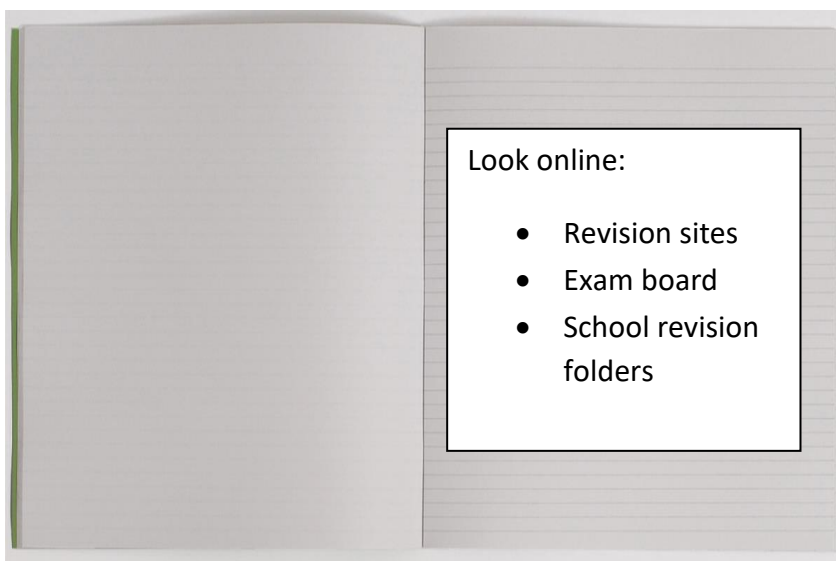 Look online:
• Revision sites
• Exam board
• School revision
folders